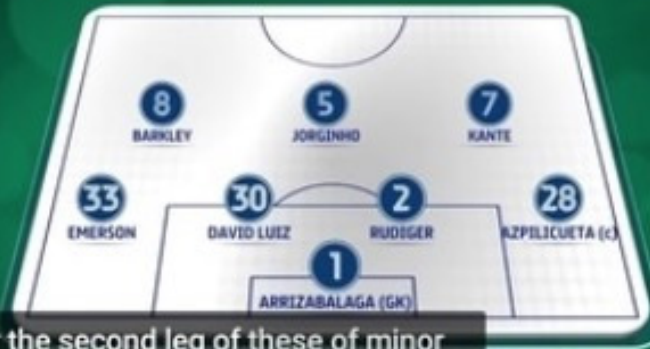 8 5 7
BARKLEY JORGINHO KANTE
33 30 2 28
EMERSON DAVID LUIZ RUDIGER AZPILICUETA (c)
1
ARRIZABALAGA (GK)
the second leg of these of minor